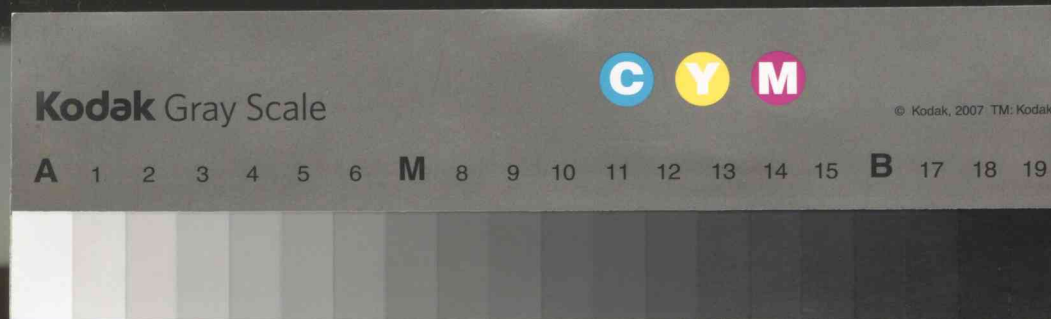 C Y M
Kodak Gray Scale
© Kodak, 2007 TM: Kodak
A 1 2 3 4 5 6 M 8 9 10 11 12 13 14 15 B 17 18 19